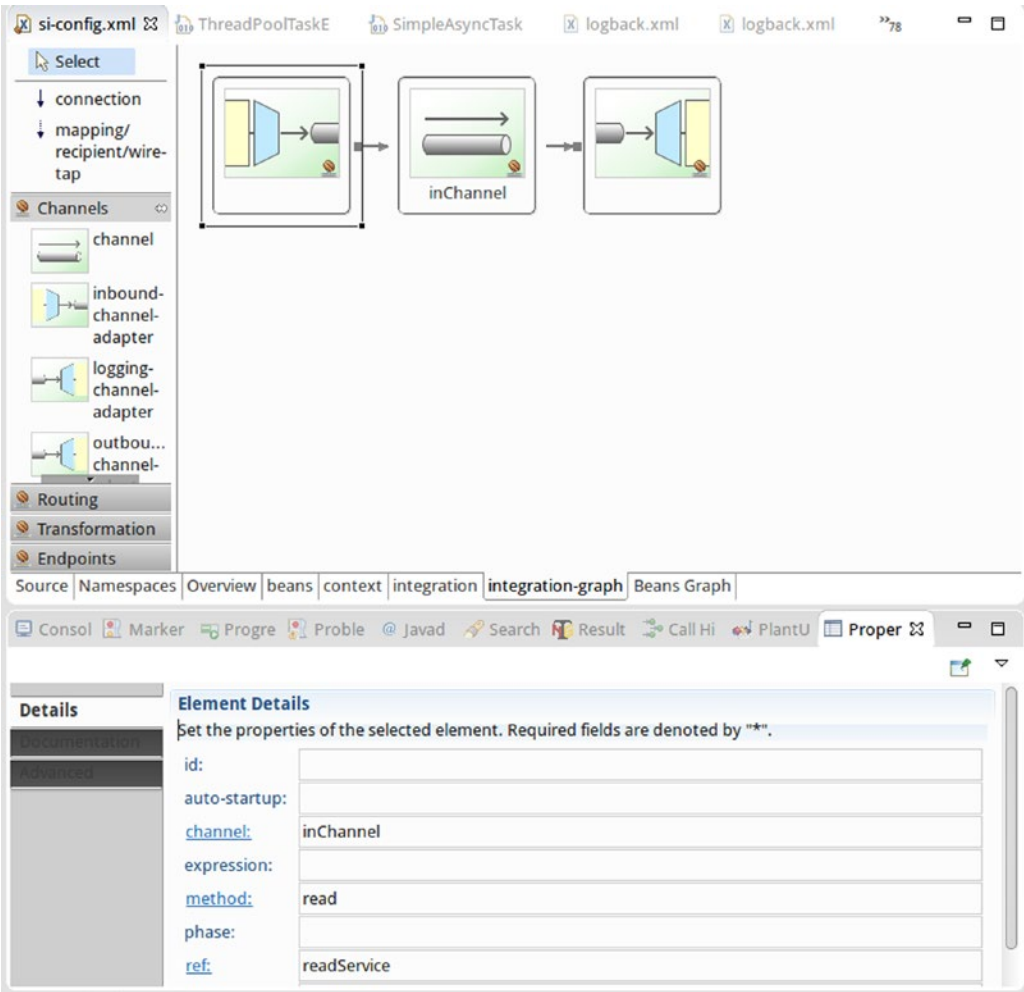 si-config.xml
ThreadPoolTaskE
SimpleAsyncTask
logback.xml
logback.xml
»78
Select
connection
mapping/
recipient/wire-
tap
Channels
channel
inbound-
channel-
adapter
logging-
channel-
adapter
outbou...
channel-
Routing
Transformation
Endpoints
inChannel
Source
Namespaces
Overview
beans
context
integration
integration-graph
Beans Graph
Consol
Marker
Progre
Proble
@ Javad
Search
Result
Call Hi
PlantU
Proper
Details
Documentation
Advanced
Element Details
Set the properties of the selected element. Required fields are denoted by "*".
id:
auto-startup:
channel:
inChannel
expression:
method:
read
phase:
ref:
readService